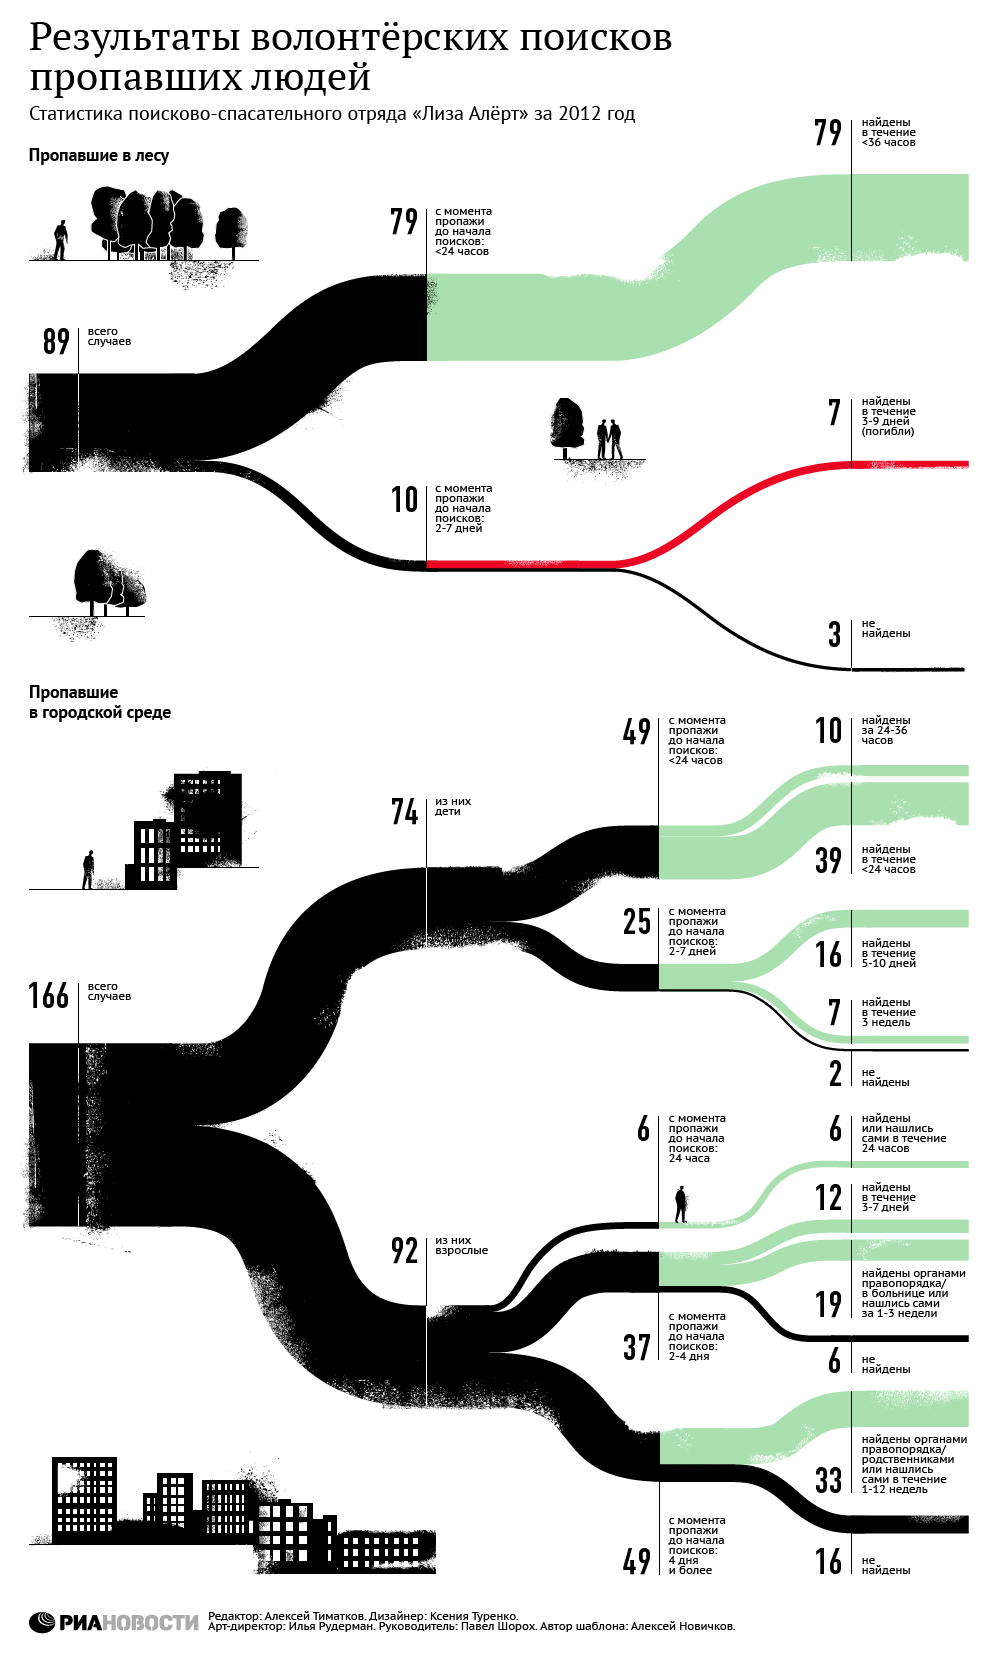 Результаты волонтёрских поисков
пропавших людей
Статистика поисково-спасательного отряда «Лиза Алёрт» за 2012 год
Пропавшие в лесу
89
всего
случаев
79
с момента
пропажи
до начала
поисков:
<24 часов
79
найдены
в течение
<36 часов
10
с момента
пропажи
до начала
поисков:
2-7 дней
7
найдены
в течение
3-9 дней
(погибли)
3
не
найдены
Пропавшие
в городской среде
166
всего
случаев
74
из них
дети
49
с момента
пропажи
до начала
поисков:
<24 часов
10
найдены
за 24-36
часов
39
найдены
в течение
<24 часов
25
с момента
пропажи
до начала
поисков:
2-7 дней
16
найдены
в течение
5-10 дней
7
найдены
в течение
3 недель
2
не
найдены
92
из них
взрослые
6
с момента
пропажи
до начала
поисков:
24 часа
6
найдены
или нашлись
сами в течение
24 часов
12
найдены
в течение
3-7 дней
37
с момента
пропажи
до начала
поисков:
2-4 дня
19
найдены органами
правопорядка/
в больнице или
нашлись сами
за 1-3 недели
6
не
найдены
49
с момента
пропажи
до начала
поисков:
4 дня
и более
33
найдены органами
правопорядка/
родственниками
или нашлись
сами в течение
1-12 недель
16
не
найдены
РИАНОВОСТИ
Редактор: Алексей Тиматков. Дизайнер: Ксения Туренко.
Арт-директор: Илья Рудерман. Руководитель: Павел Шорох. Автор шаблона: Алексей Новичков.